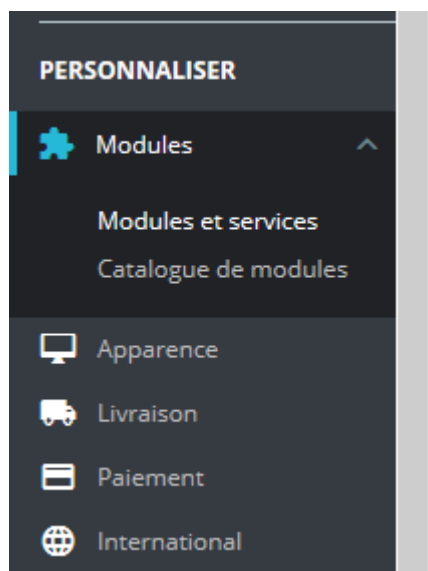 PERSONNALISER
Modules
Modules et services
Catalogue de modules
Apparence
Livraison
Paiement
International